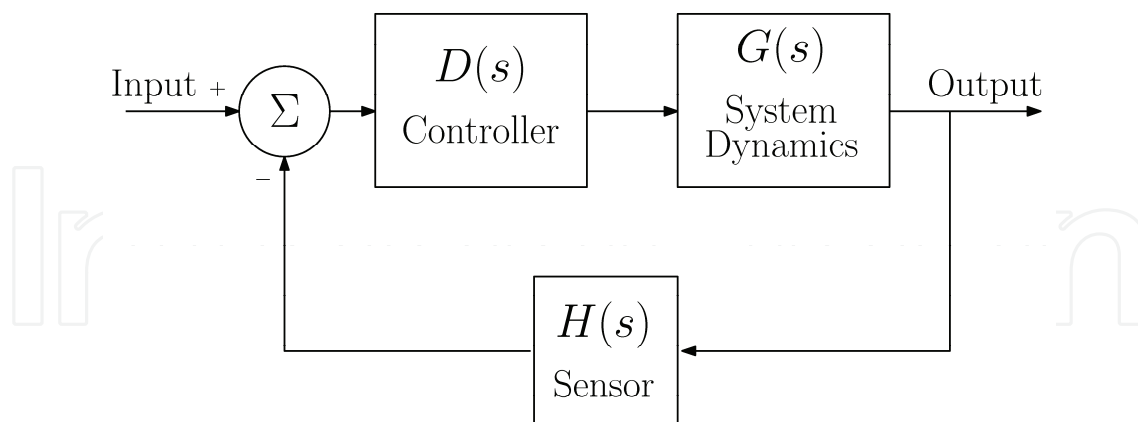 Input +
Σ
−
D(s)
Controller
G(s)
System
Dynamics
Output
H(s)
Sensor